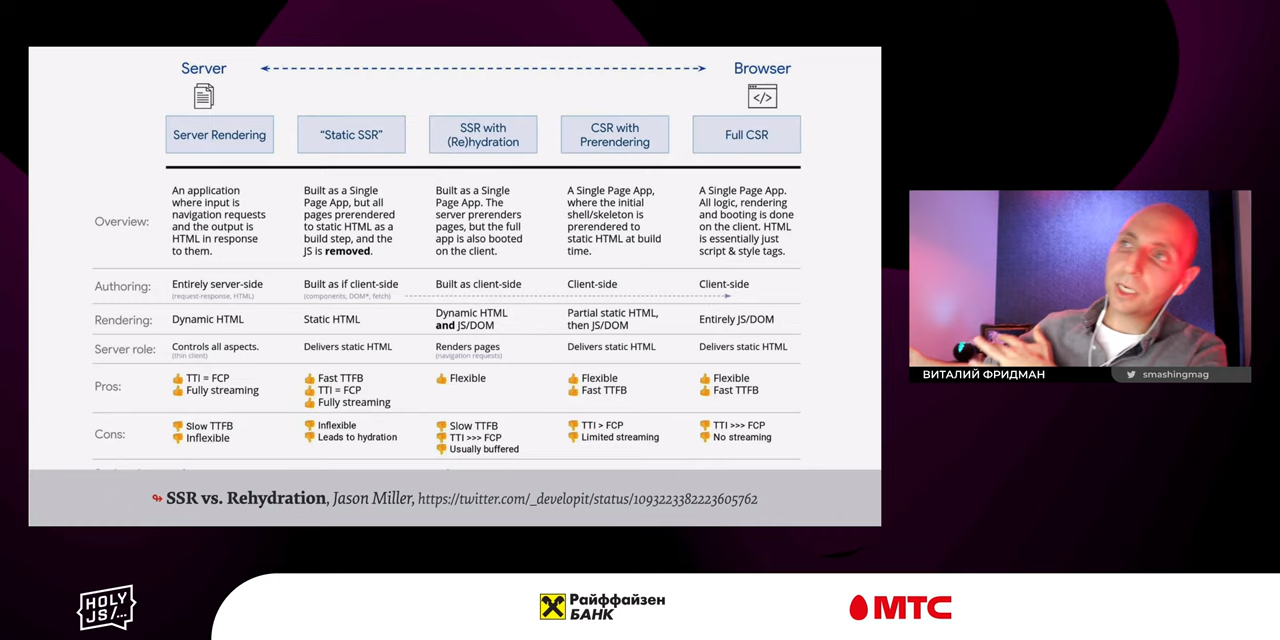 Server
Browser
Server Rendering
“Static SSR”
SSR with
(Re)hydration
CSR with
Prerendering
Full CSR
Overview:
An application
where input is
navigation requests
and the output is
HTML in response
to them.
Built as a Single
Page App, but all
pages prerendered
to static HTML as a
build step, and the
JS is removed.
Built as a Single
Page App. The
server prerenders
pages, but the full
app is also booted
on the client.
A Single Page App,
where the initial
shell/skeleton is
prerendered to
static HTML at build
time.
A Single Page App.
All logic, rendering
and booting is done
on the client. HTML
is essentially just
script & style tags.
Authoring:
Entirely server-side
(request-response, HTML)
Built as if client-side
(components, DOM*, fetch)
Built as client-side
Client-side
Client-side
Rendering:
Dynamic HTML
Static HTML
Dynamic HTML
and JS/DOM
Partial static HTML,
then JS/DOM
Entirely JS/DOM
Server role:
Controls all aspects.
(thin client)
Delivers static HTML
Renders pages
(navigation requests)
Delivers static HTML
Delivers static HTML
Pros:
👍 TTI = FCP
👍 Fully streaming
👍 Fast TTFB
👍 TTI = FCP
👍 Fully streaming
👍 Flexible
👍 Flexible
👍 Fast TTFB
👍 Flexible
👍 Fast TTFB
Cons:
👎 Slow TTFB
👎 Inflexible
👎 Inflexible
👎 Leads to hydration
👎 Slow TTFB
👎 TTI >>> FCP
👎 Usually buffered
👎 TTI > FCP
👎 Limited streaming
👎 TTI >>> FCP
👎 No streaming
SSR vs. Rehydration, Jason Miller, https://twitter.com/_developit/status/1093223382223605762
ВИТАЛИЙ ФРИДМАН
smashingmag
HOLY
JS/...
Райффайзен
БАНК
МТС